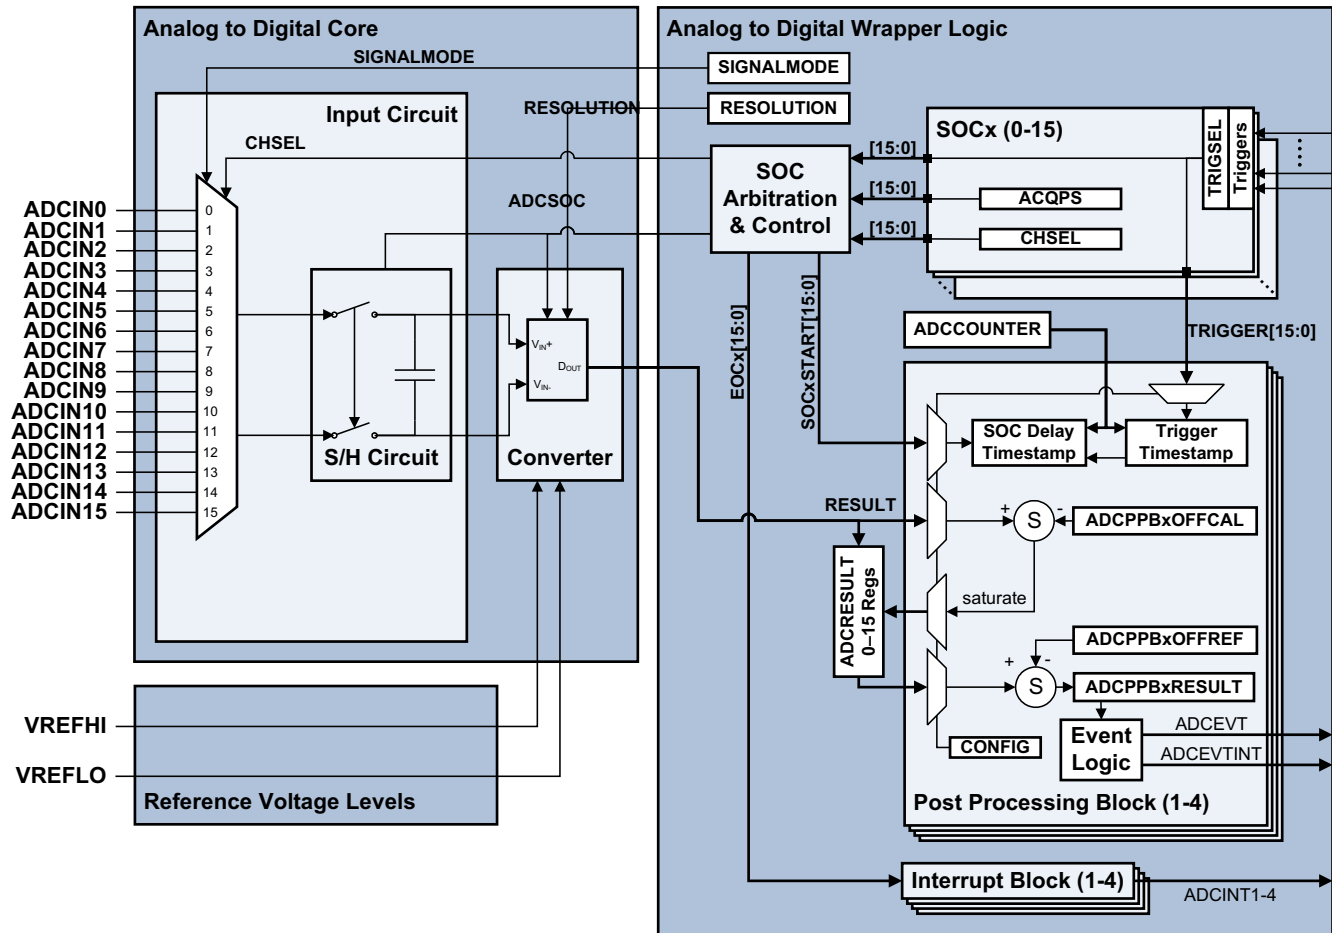 Analog to Digital Core
SIGNALMODE
RESOLUTION
Input Circuit
CHSEL
ADCSOC
ADCIN0
ADCIN1
ADCIN2
ADCIN3
ADCIN4
ADCIN5
ADCIN6
ADCIN7
ADCIN8
ADCIN9
ADCIN10
ADCIN11
ADCIN12
ADCIN13
ADCIN14
ADCIN15
0
1
2
3
4
5
6
7
8
9
10
11
12
13
14
15
S/H Circuit
VIN+
VIN-
DOUT
Converter
VREFHI
VREFLO
Reference Voltage Levels
Analog to Digital Wrapper Logic
SIGNALMODE
RESOLUTION
SOC
Arbitration
& Control
[15:0]
[15:0]
[15:0]
SOCx (0-15)
TRIGSEL
Triggers
ACQPS
CHSEL
EOCx[15:0]
SOCxSTART[15:0]
TRIGGER[15:0]
ADCCOUNTER
SOC Delay
Timestamp
Trigger
Timestamp
RESULT
+
S
-
ADCPPBxOFFCAL
ADCRESULT
0–15 Regs
saturate
ADCPPBxOFFREF
+
-
S
ADCPPBxRESULT
CONFIG
Event
Logic
ADCEVT
ADCEVTINT
Post Processing Block (1-4)
Interrupt Block (1-4)
ADCINT1-4